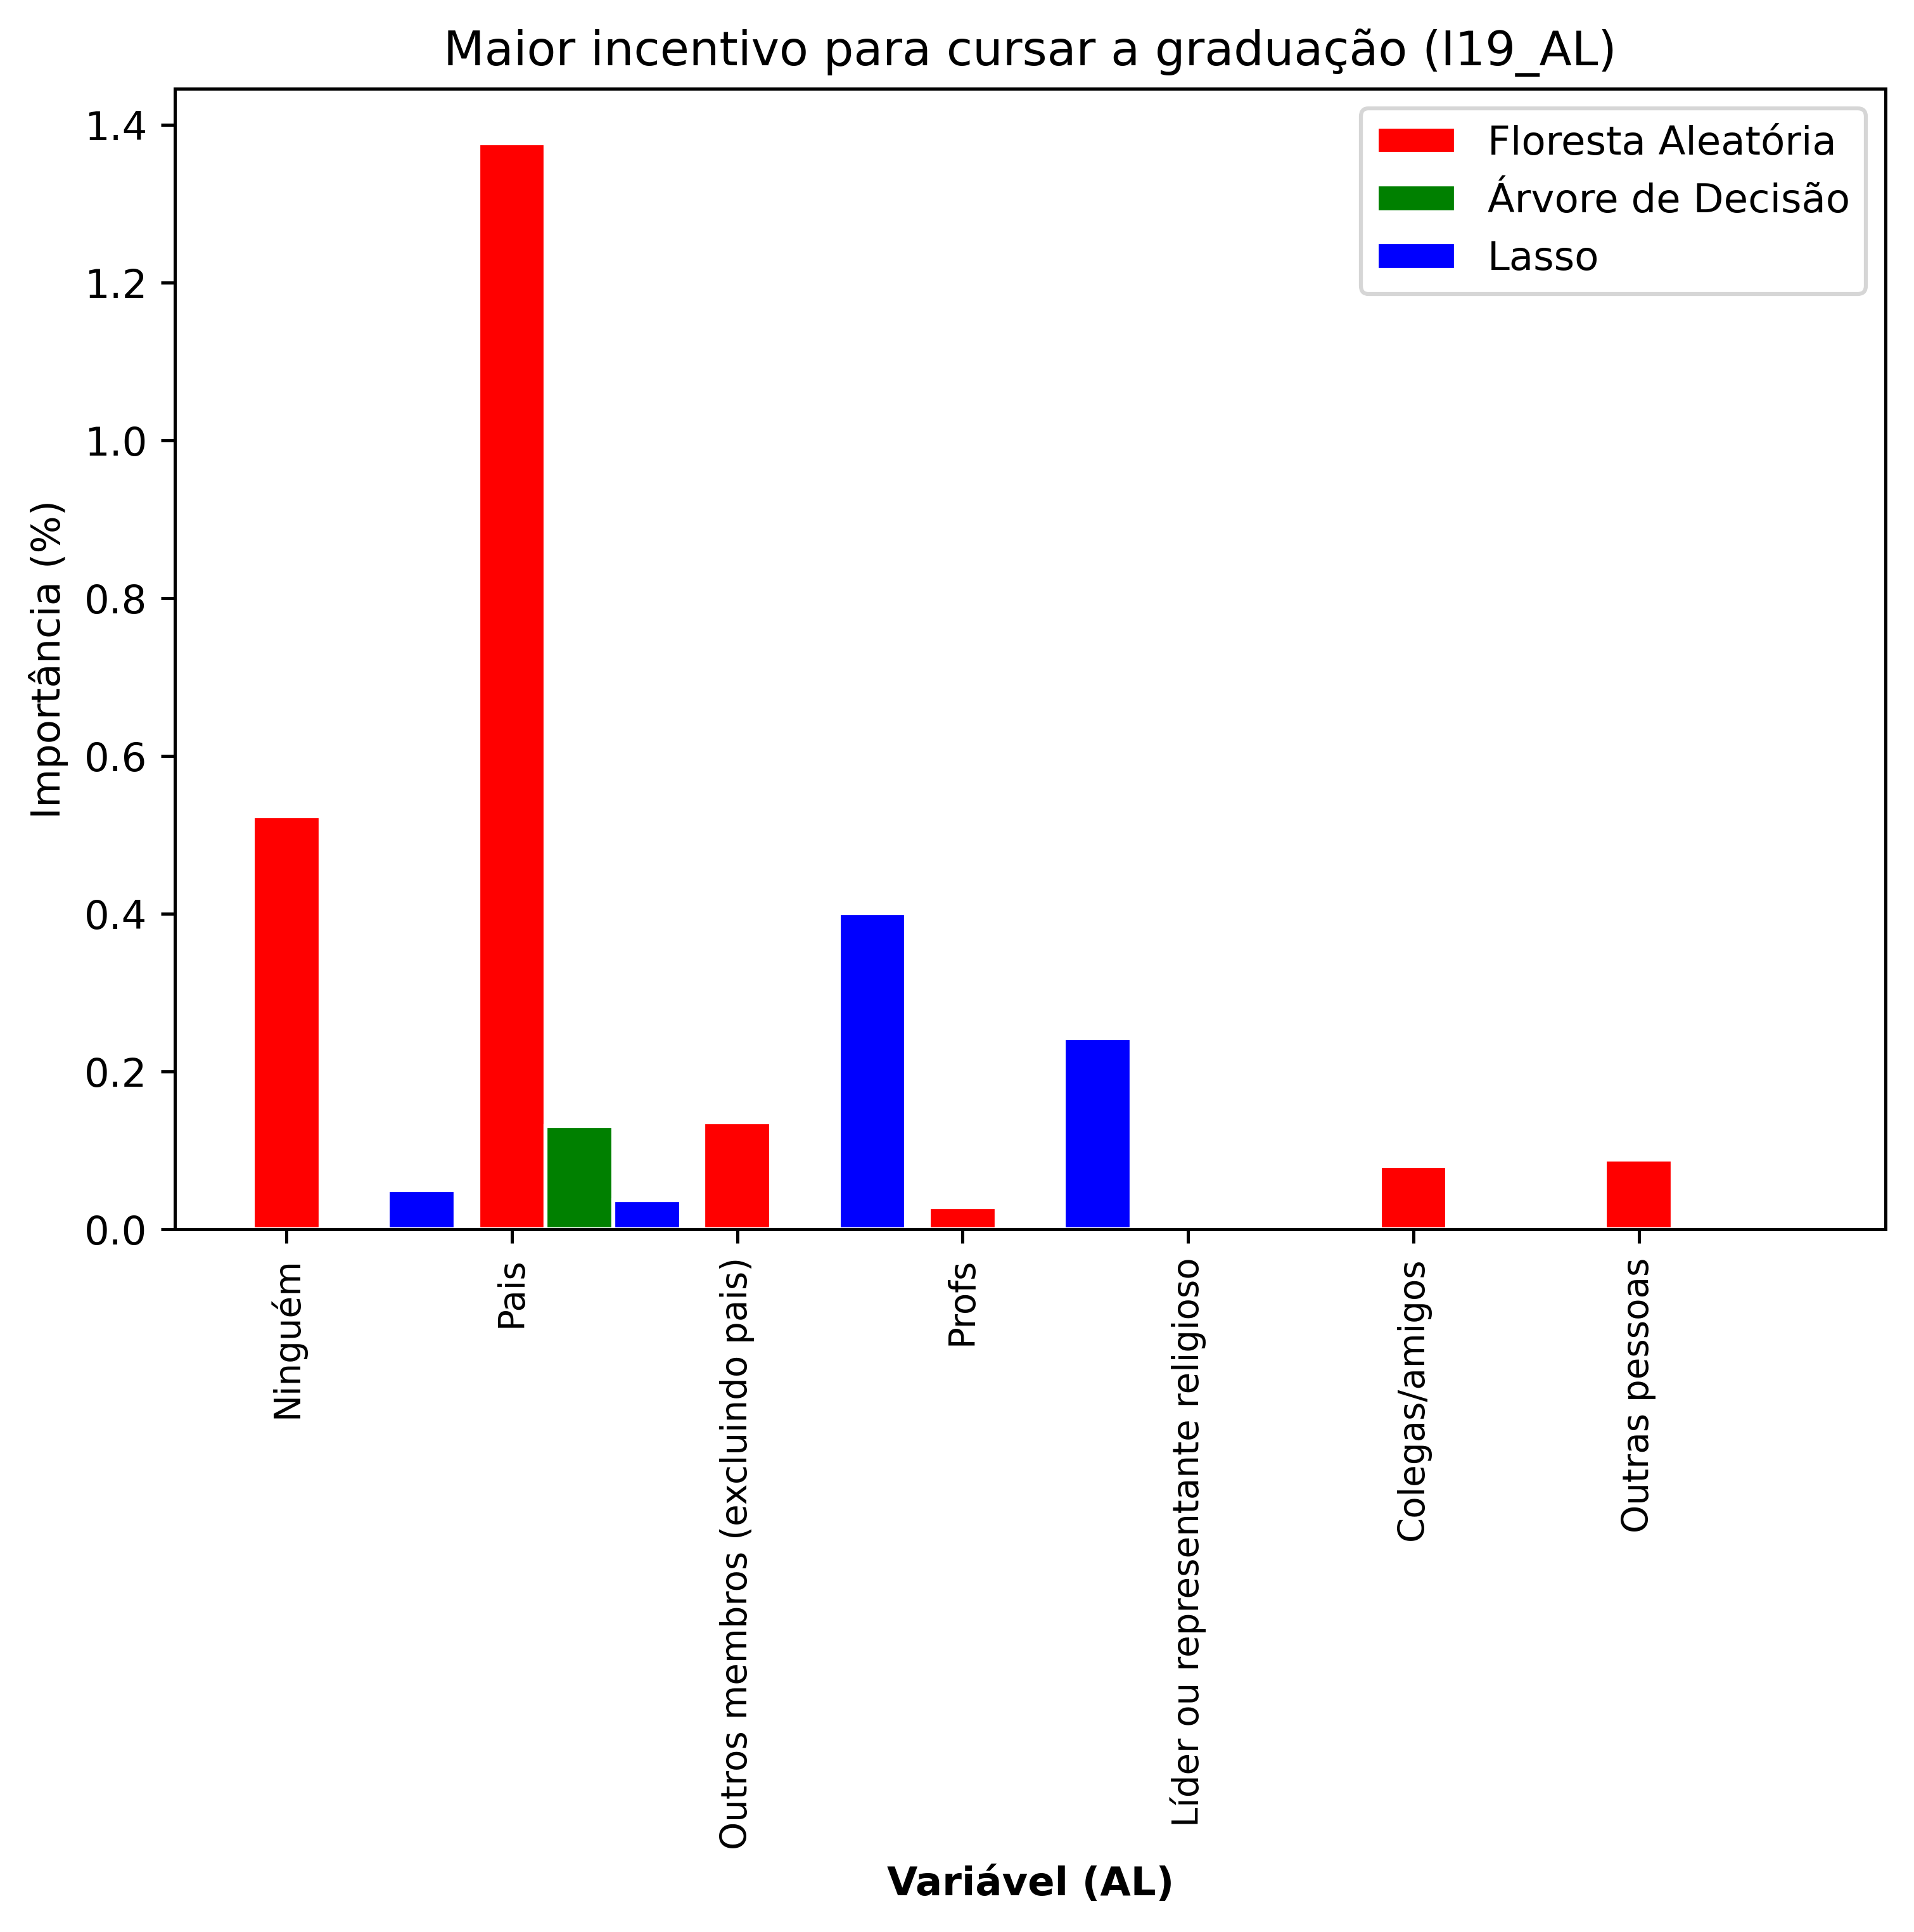 Maior incentivo para cursar a graduação (I19_AL)
Floresta Aleatória
Árvore de Decisão
Lasso
Importância (%)
1.4
1.2
1.0
0.8
0.6
0.4
0.2
0.0
Ninguém
Pais
Outros membros (excluindo pais)
Profs
Líder ou representante religioso
Colegas/amigos
Outras pessoas
Variável (AL)